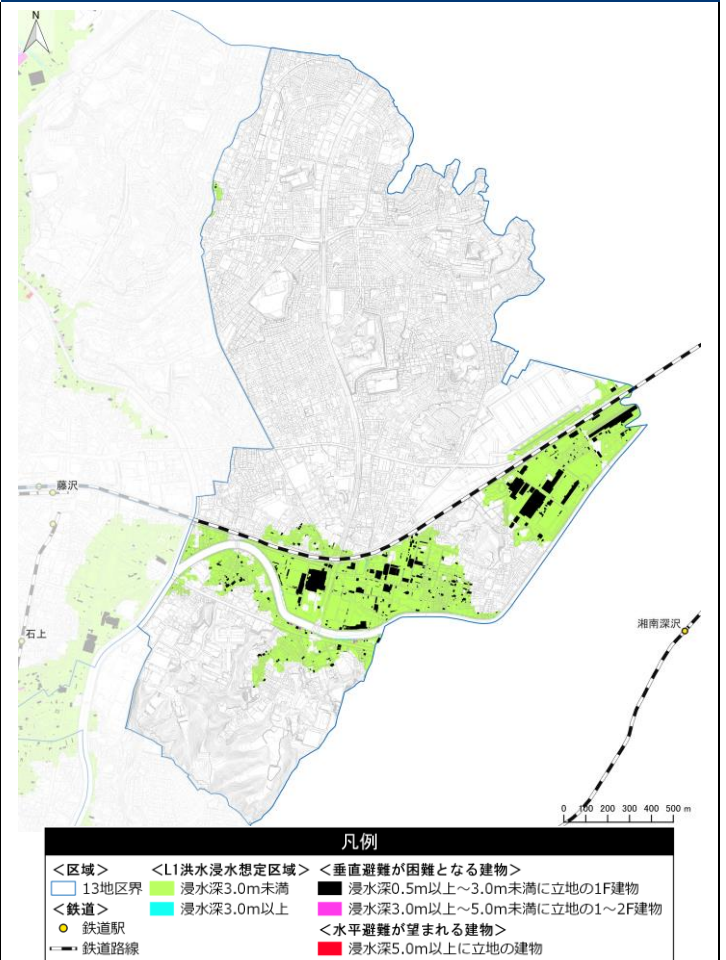 N
藤沢
石上
湘南深沢
0 100 200 300 400 500 m
凡例
＜区域＞
13地区界
＜鉄道＞
鉄道駅
鉄道路線
＜L1洪水浸水想定区域＞
浸水深3.0m未満
浸水深3.0m以上
＜垂直避難が困難となる建物＞
浸水深0.5m以上～3.0m未満に立地の1F建物
浸水深3.0m以上～5.0m未満に立地の1～2F建物
＜水平避難が望まれる建物＞
浸水深5.0m以上に立地の建物